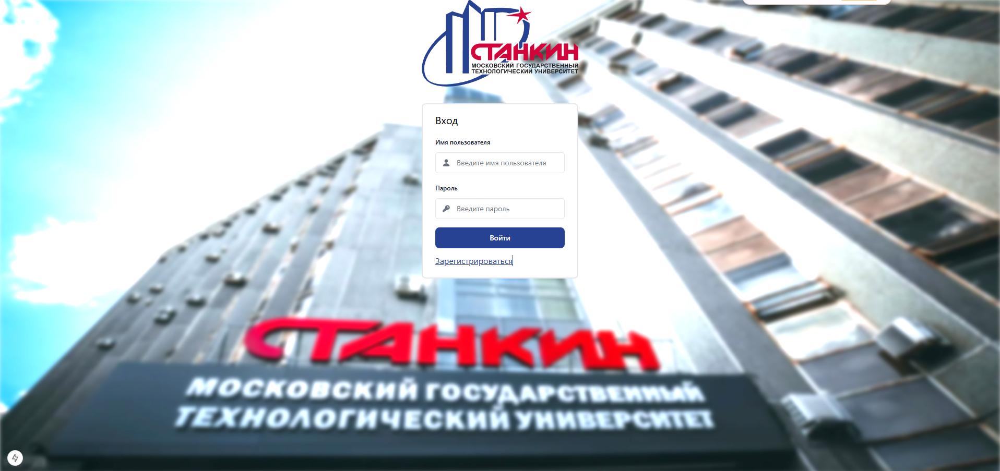 СТАНКИН
МОСКОВСКИЙ ГОСУДАРСТВЕННЫЙ
ТЕХНОЛОГИЧЕСКИЙ УНИВЕРСИТЕТ
Вход
Имя пользователя
Введите имя пользователя
Пароль
Введите пароль
Войти
Зарегистрироваться
СТАНКИН
МОСКОВСКИЙ ГОСУДАРСТВЕННЫЙ
ТЕХНОЛОГИЧЕСКИЙ УНИВЕРСИТЕТ